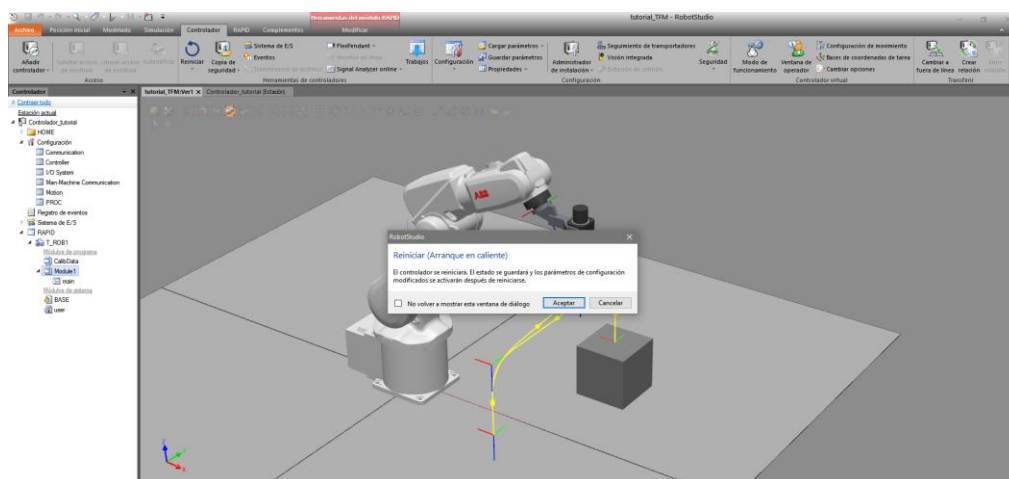 Herramientas del módulo RAPID
tutorial_TFM - RobotStudio
Archivo Posición inicial Modelado Simulación Controlador RAPID Complementos Modificar
Añadir controlador
Reiniciar
Copia de seguridad
Sistema de E/S
Eventos
FlexPendant
Signal Analyzer online
Trabajos
Configuración
Cargar parámetros
Guardar parámetros
Propiedades
Administrador de instalación
Seguimiento de transportadores
Visión integrada
Seguridad
Modo de funcionamiento
Ventana de operador
Configuración de movimiento
Bases de coordenadas de tarea
Cambiar opciones
Cambiar a fuera de línea
Crear relación
Acceso Herramientas de controladores Configuración Controlador virtual Transferir
Controlador
tutorial_TFM:Ver1 Controlador_tutorial (Estación)
Contraer todo
Estación actual
Controlador_tutorial
HOME
Configuración
Communication
Controller
I/O System
Man-Machine Communication
Motion
PROC
Registro de eventos
Sistema de E/S
RAPID
T_ROB1
Módulos de programa
CalibData
Module1
main
Módulos de sistema
BASE
user
ABB
RobotStudio
Reiniciar (Arranque en caliente)
El controlador se reiniciará. El estado se guardará y los parámetros de configuración
modificados se activarán después de reiniciarse.
No volver a mostrar esta ventana de diálogo Aceptar Cancelar
Z
Y
X